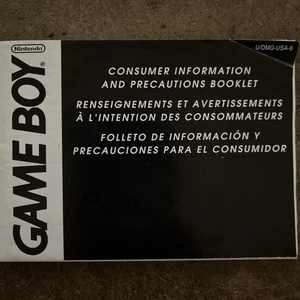 Nintendo®
GAME BOY®
U/DMG-USA-6
CONSUMER INFORMATION
AND PRECAUTIONS BOOKLET
RENSEIGNEMENTS ET AVERTISSEMENTS
À L'INTENTION DES CONSOMMATEURS
FOLLETO DE INFORMACIÓN Y
PRECAUCIONES PARA EL CONSUMIDOR